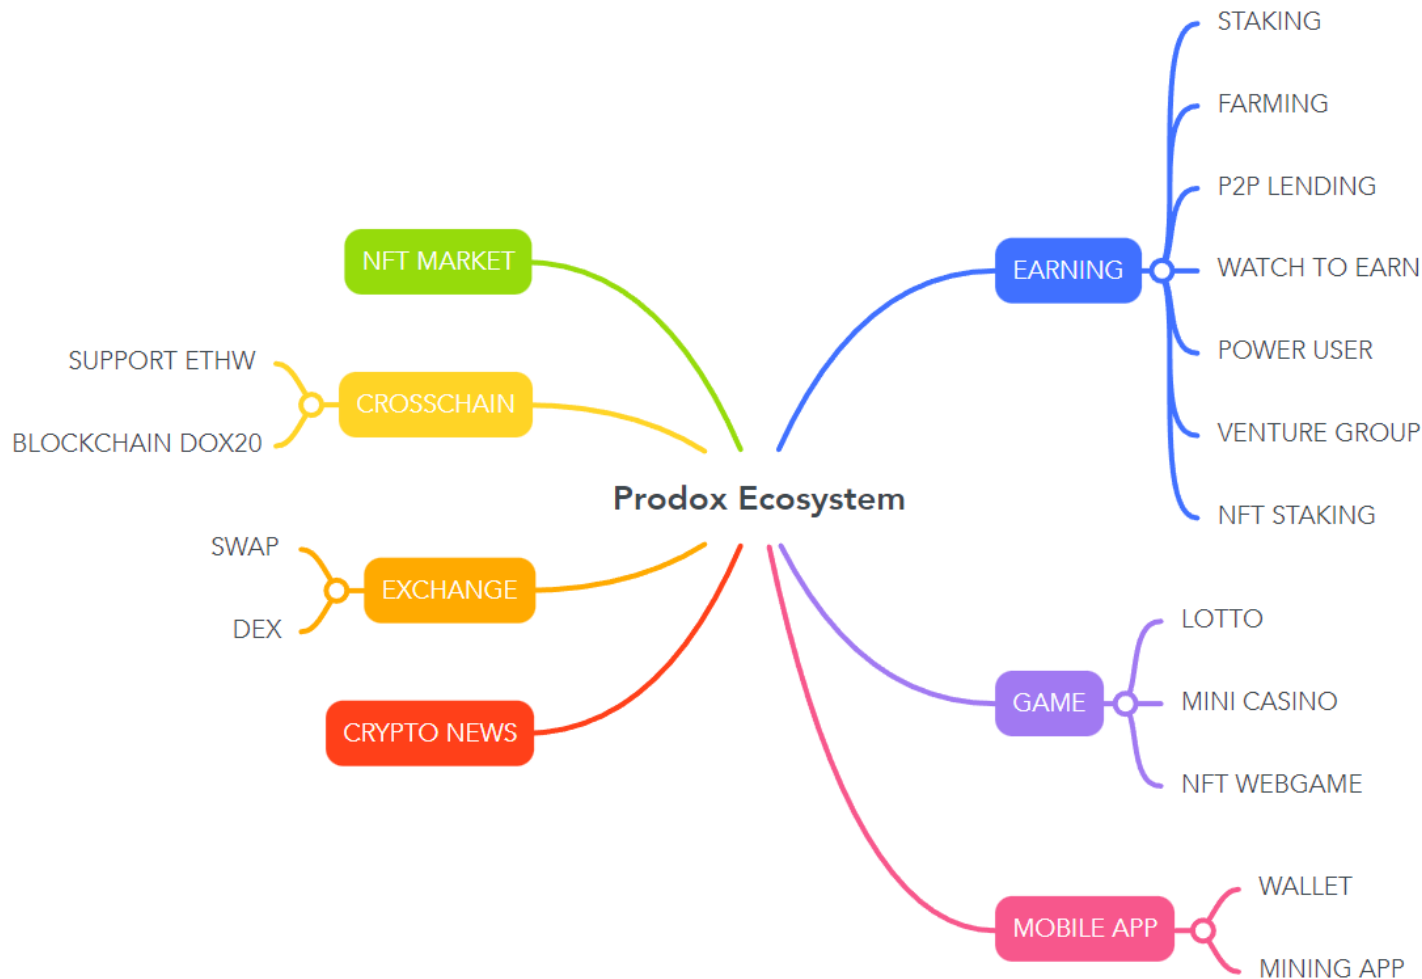 STAKING
FARMING
P2P LENDING
NFT MARKET
EARNING
WATCH TO EARN
SUPPORT ETHW
POWER USER
CROSSCHAIN
BLOCKCHAIN DOX20
VENTURE GROUP
Prodox Ecosystem
NFT STAKING
SWAP
EXCHANGE
DEX
LOTTO
GAME
MINI CASINO
CRYPTO NEWS
NFT WEBGAME
WALLET
MOBILE APP
MINING APP